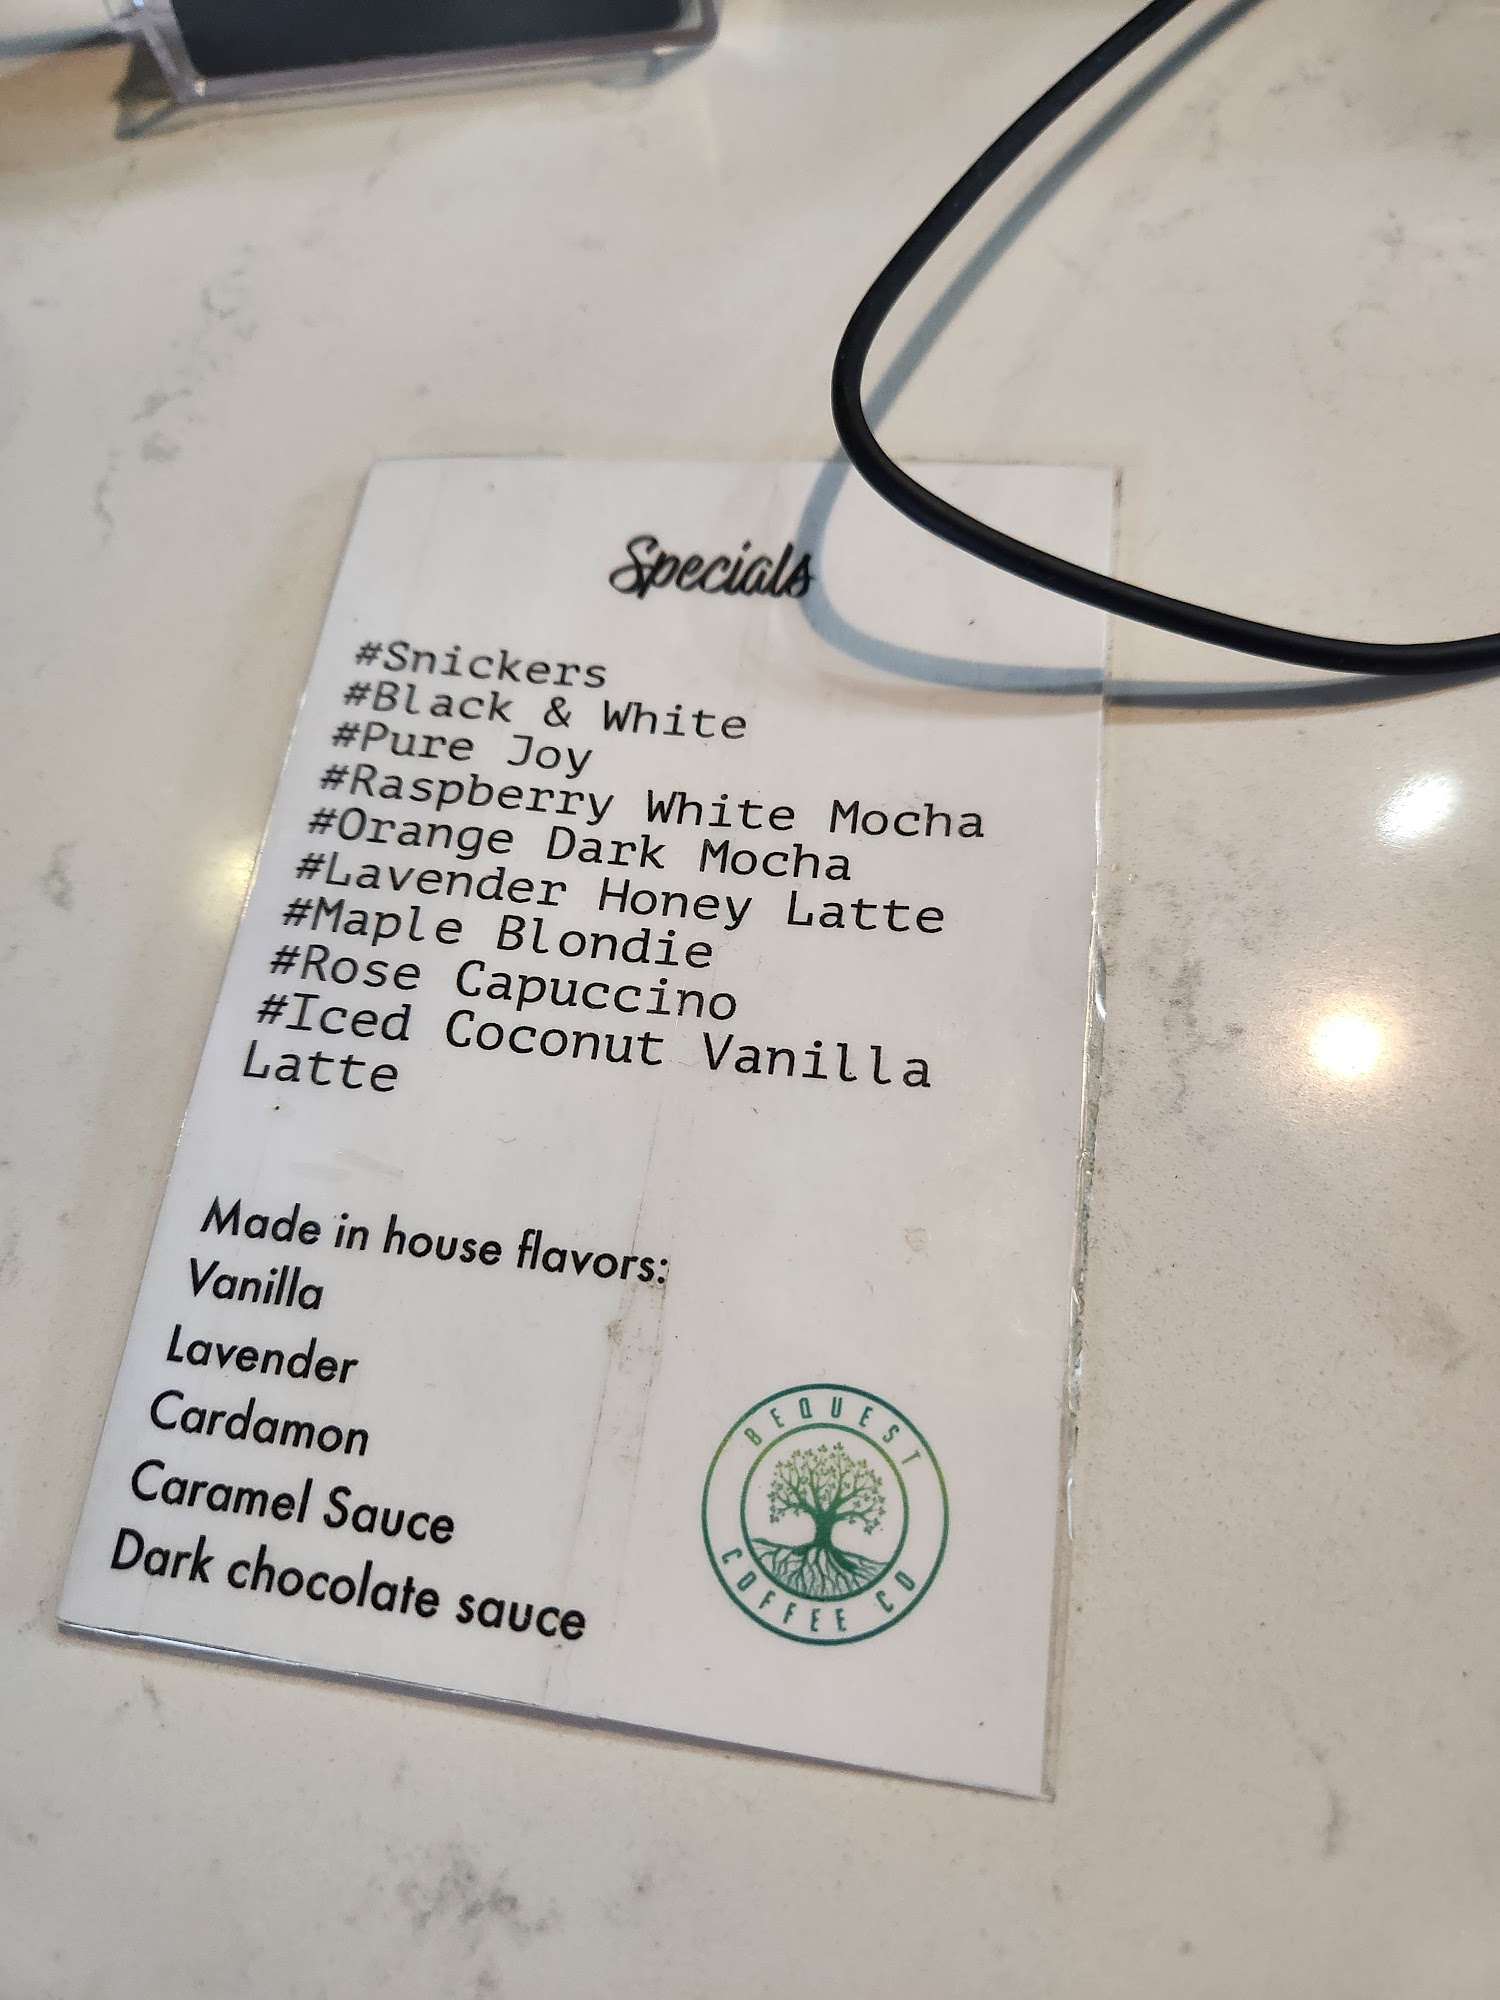 Specials
#Snickers
#Black & White
#Pure Joy
#Raspberry White Mocha
#Orange Dark Mocha
#Lavender Honey Latte
#Maple Blondie
#Rose Capuccino
#Iced Coconut Vanilla
Latte
Made in house flavors:
Vanilla
Lavender
Cardamon
Caramel Sauce
Dark chocolate sauce
BEQUEST
COFFEE CO